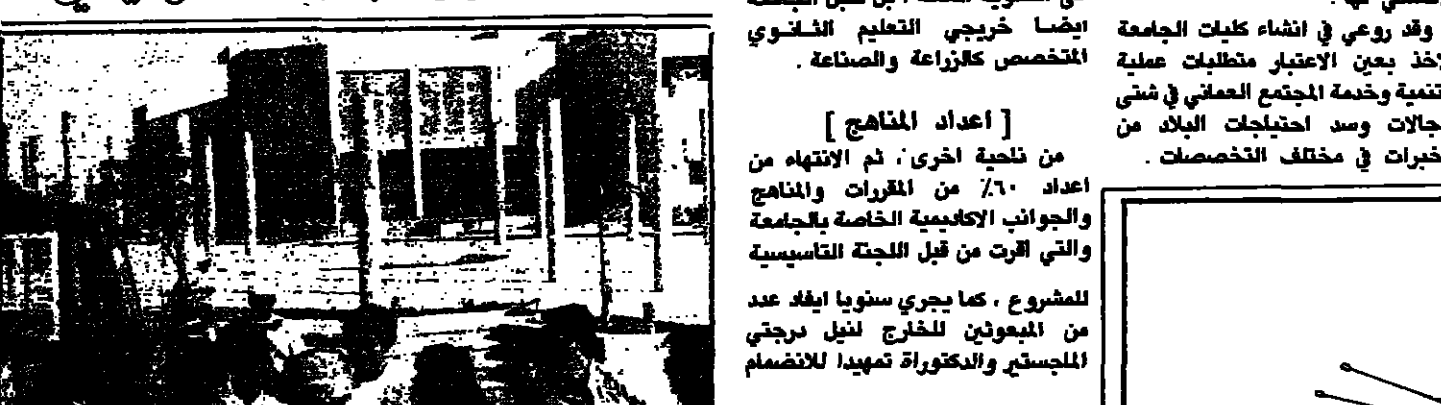 وقد روعي في انشاء كليات الجامعة
الاخذ بعين الاعتبار متطلبات عملية
تنمية وخدمة المجتمع العماني في شتى
جالات وسد احتياجات البلاد من
خبرات في مختلف التخصصات .
ايضا خريجي التعليم الثانوي
المتخصص كالزراعة والصناعة .
[ اعداد المناهج ]
من ناحية اخرى ، تم الانتهاء من
اعداد ٦٠٪ من المقررات والمناهج
والجوانب الاكاديمية الخاصة بالجامعة
والتي اقرت من قبل اللجنة التاسيسية
للمشروع ، كما يجري سنويا ايفاد عدد
من المبعوثين للخارج لنيل درجتي
الماجستير والدكتوراة تمهيدا للانضمام